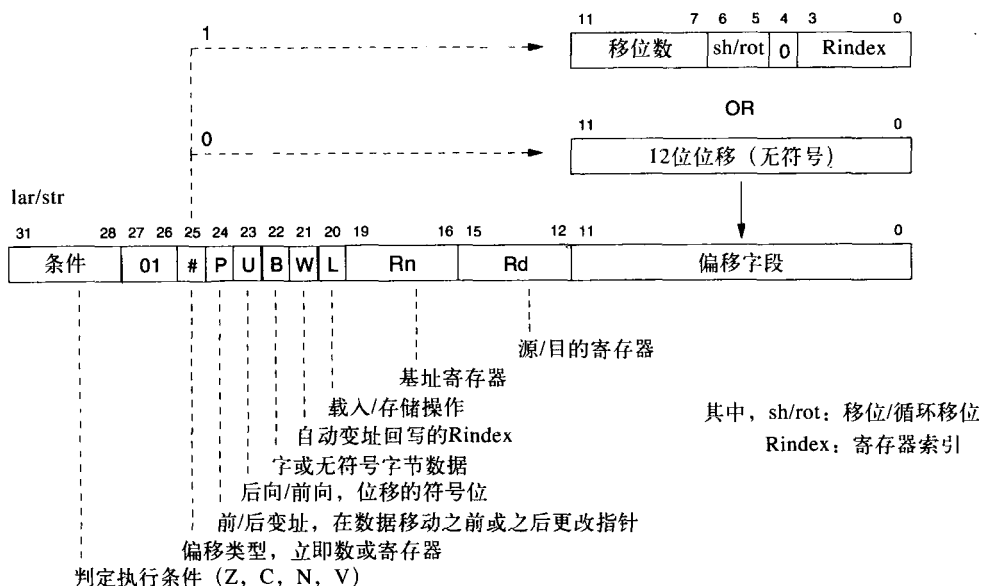 1
11 7 6 5 4 3 0
移位数 sh/rot 0 Rindex
OR
0
11 0
12位位移（无符号）
lar/str
31 28 27 26 25 24 23 22 21 20 19 16 15 12 11 0
条件 01 # P U B W L Rn Rd 偏移字段
源/目的寄存器
基址寄存器
载入/存储操作
其中，sh/rot：移位/循环移位
自动变址回写的Rindex
Rindex：寄存器索引
字或无符号字节数据
后向/前向，位移的符号位
前/后变址，在数据移动之前或之后更改指针
偏移类型，立即数或寄存器
判定执行条件（Z，C，N，V）